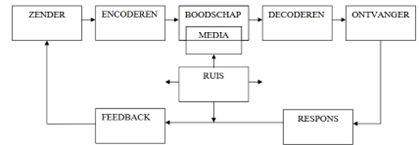 ZENDER
ENCODEREN
BOODSCHAP
DECODEREN
ONTVANGER
MEDIA
RUIS
FEEDBACK
RESPONS